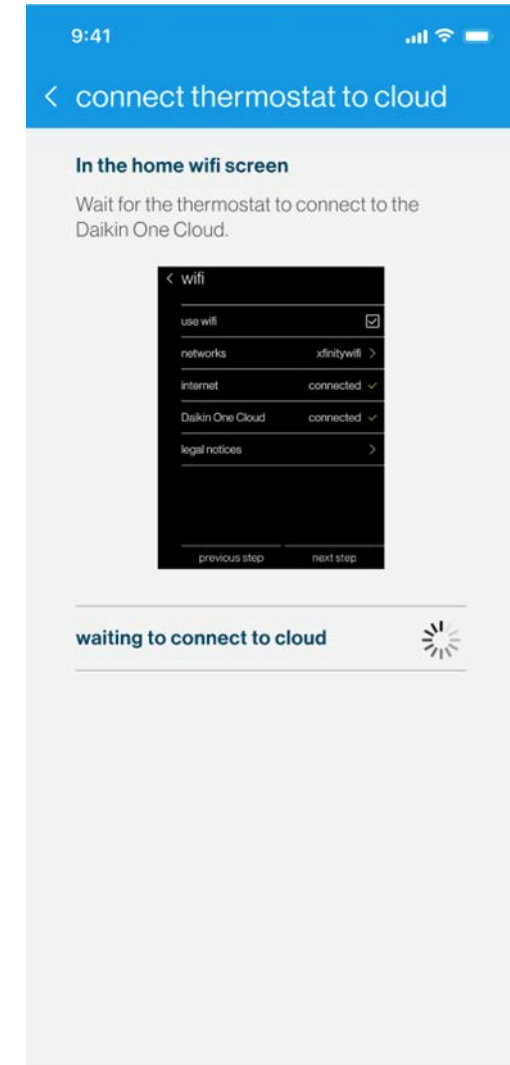 9:41
connect thermostat to cloud
In the home wifi screen
Wait for the thermostat to connect to the
Daikin One Cloud.
wifi
use wifi
networks xfinitywifi
internet connected
Daikin One Cloud connected
legal notices
previous step next step
waiting to connect to cloud